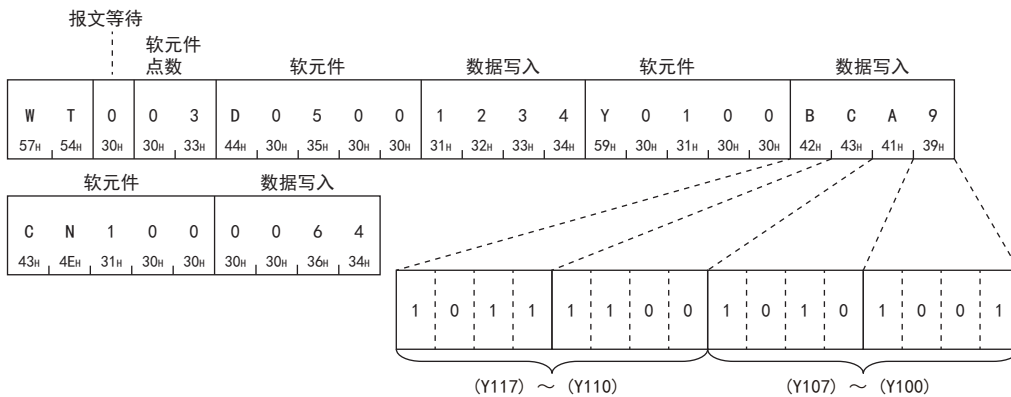 报文等待
软元件
点数
软元件 数据写入 软元件 数据写入
W T 0 0 3 D 0 5 0 0 1 2 3 4 Y 0 1 0 0 B C A 9
57H 54H 30H 30H 33H 44H 30H 35H 30H 30H 31H 32H 33H 34H 59H 30H 31H 30H 30H 42H 43H 41H 39H
软元件 数据写入
C N 1 0 0 0 0 6 4
43H 4EH 31H 30H 30H 30H 30H 36H 34H
1 0 1 1 1 1 0 0 1 0 1 0 1 0 0 1
(Y117) ～ (Y110) (Y107) ～ (Y100)